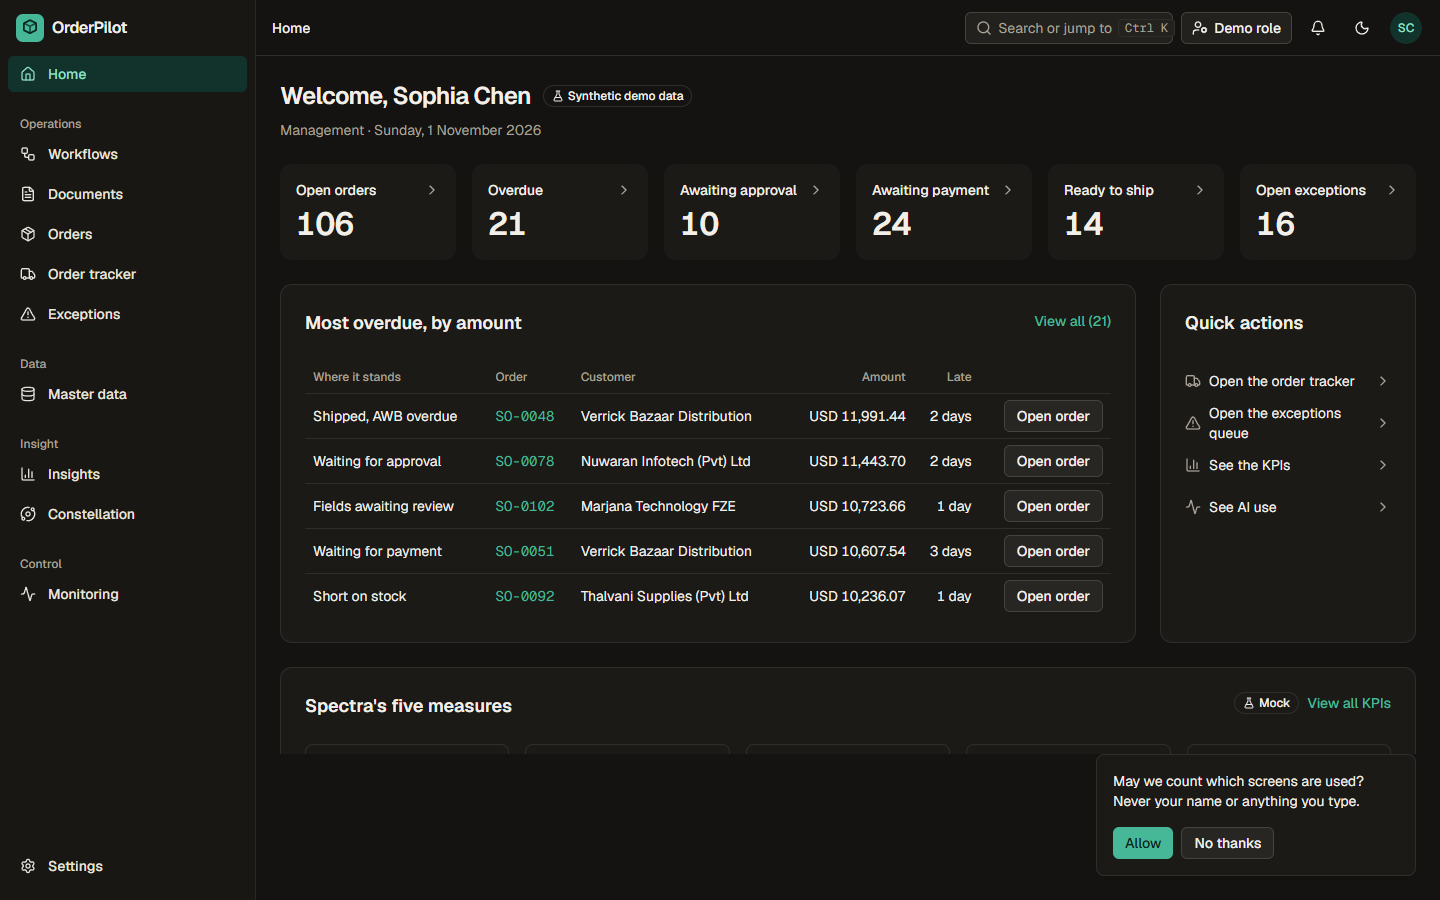 OrderPilot
Home
Search or jump to
Ctrl K
Demo role
SC
Home
Operations
Workflows
Documents
Orders
Order tracker
Exceptions
Data
Master data
Insight
Insights
Constellation
Control
Monitoring
Settings
Welcome, Sophia Chen
Synthetic demo data
Management · Sunday, 1 November 2026
Open orders
106
Overdue
21
Awaiting approval
10
Awaiting payment
24
Ready to ship
14
Open exceptions
16
Most overdue, by amount
View all (21)
Where it stands Order Customer Amount Late
Shipped, AWB overdue SO-0048 Verrick Bazaar Distribution USD 11,991.44 2 days Open order
Waiting for approval SO-0078 Nuwaran Infotech (Pvt) Ltd USD 11,443.70 2 days Open order
Fields awaiting review SO-0102 Marjana Technology FZE USD 10,723.66 1 day Open order
Waiting for payment SO-0051 Verrick Bazaar Distribution USD 10,607.54 3 days Open order
Short on stock SO-0092 Thalvani Supplies (Pvt) Ltd USD 10,236.07 1 day Open order
Quick actions
Open the order tracker
Open the exceptions
queue
See the KPIs
See AI use
Spectra's five measures
Mock
View all KPIs
May we count which screens are used?
Never your name or anything you type.
Allow
No thanks